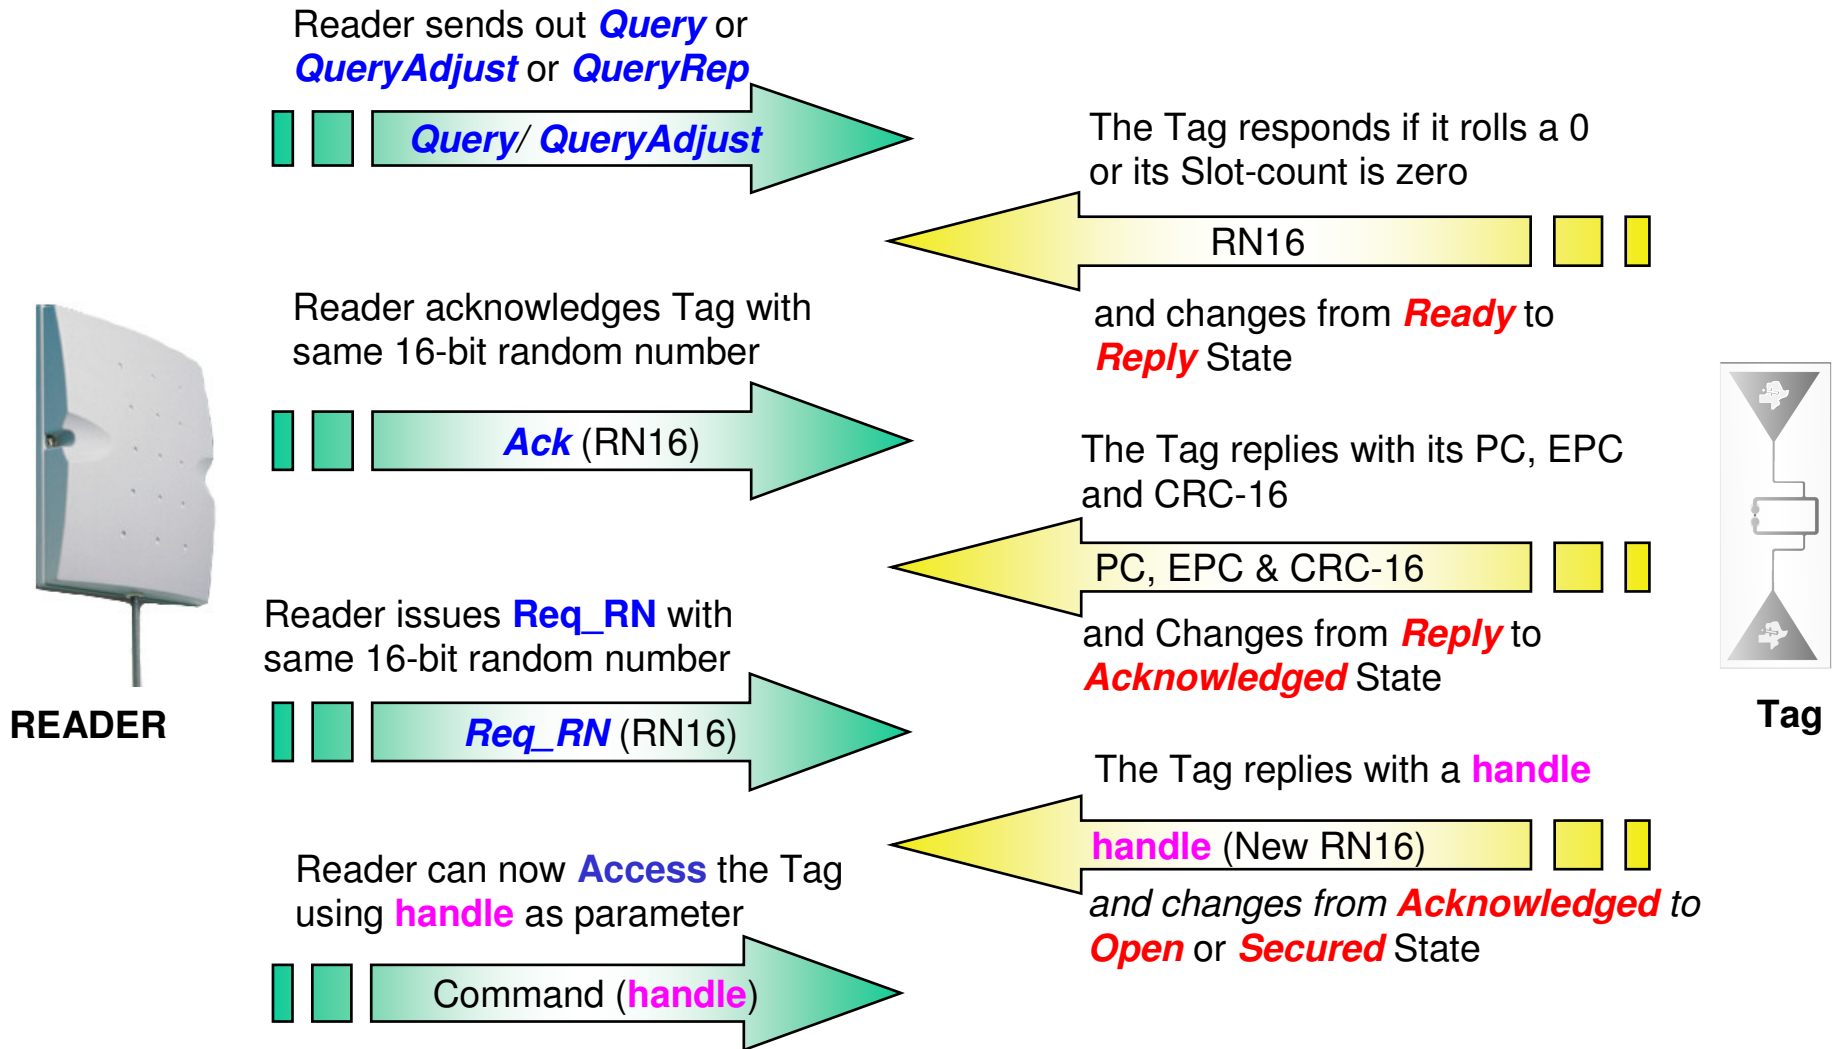 Reader sends out Query or
QueryAdjust or QueryRep
Query/ QueryAdjust
The Tag responds if it rolls a 0
or its Slot-count is zero
RN16
and changes from Ready to
Reply State
Reader acknowledges Tag with
same 16-bit random number
Ack (RN16)
The Tag replies with its PC, EPC
and CRC-16
PC, EPC & CRC-16
and Changes from Reply to
Acknowledged State
Reader issues Req_RN with
same 16-bit random number
Req_RN (RN16)
READER
Tag
The Tag replies with a handle
handle (New RN16)
and changes from Acknowledged to
Open or Secured State
Reader can now Access the Tag
using handle as parameter
Command (handle)